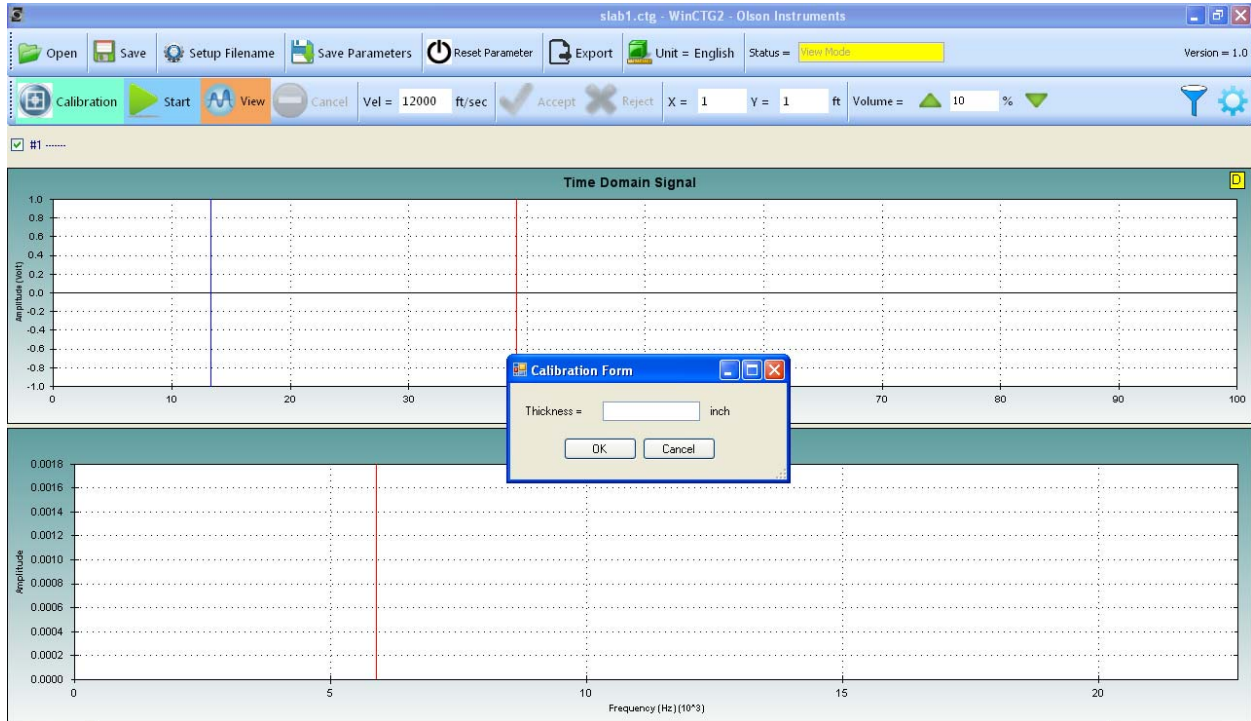 slab1.ctg - WinCTG2 - Olson Instruments
Open Save Setup Filename Save Parameters Reset Parameter Export Unit = English Status = View Mode Version = 1.0
Calibration Start View Cancel Vel = 12000 ft/sec Accept Reject X = 1 Y = 1 ft Volume = 10 %
#1 -------
Time Domain Signal
D
1.0
0.8
0.6
0.4
0.2
0.0
-0.2
-0.4
-0.6
-0.8
-1.0
Amplitude (Volt)
0 10 20 30 70 80 90 100
Calibration Form
Thickness = inch
OK Cancel
0.0018
0.0016
0.0014
0.0012
0.0010
0.0008
0.0006
0.0004
0.0002
0.0000
Amplitude
0 5 10 15 20
Frequency (Hz) (10^3)